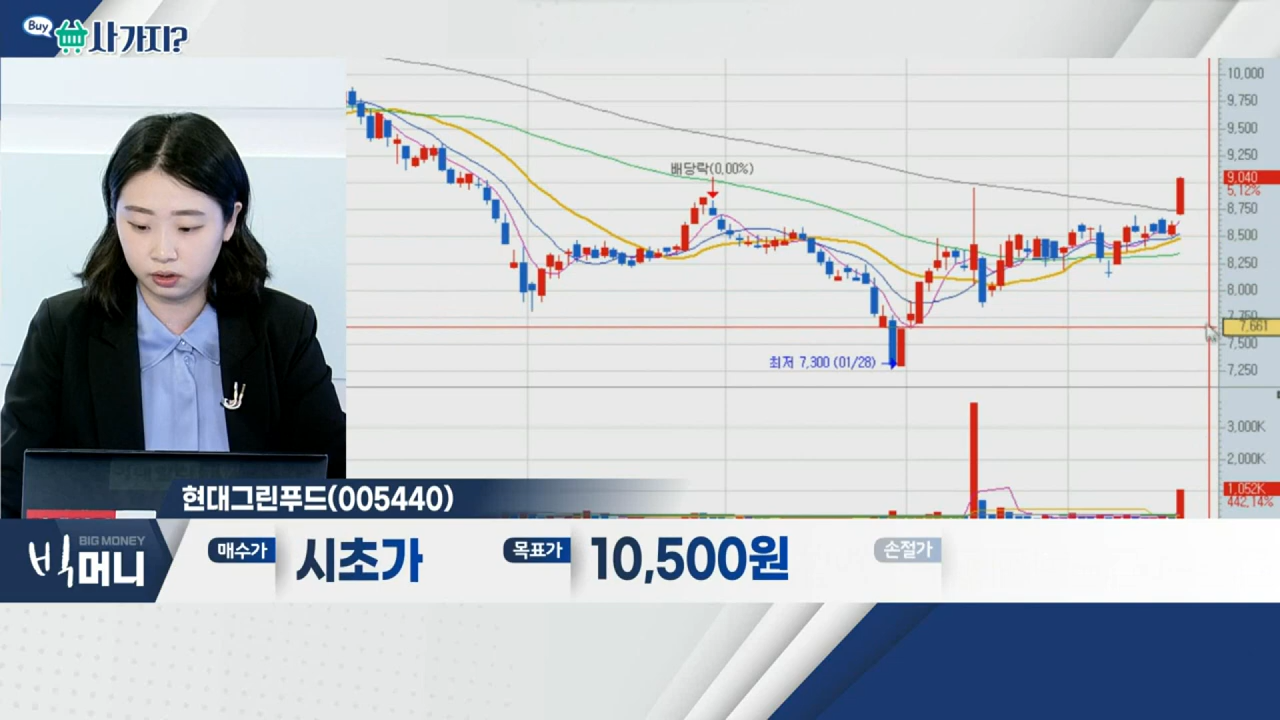 Buy
사가지?
10,000
9,750
9,500
9,250
9,040
5,12%
8,750
8,500
8,250
8,000
7,750
7,661
7,500
7,250
배당락(0,00%)
최저 7,300 (01/28)
3,000K
2,000K
1,052K
442,14%
현대그린푸드(005440)
BIG MONEY
빅머니
매수가
시초가
목표가
10,500원
손절가